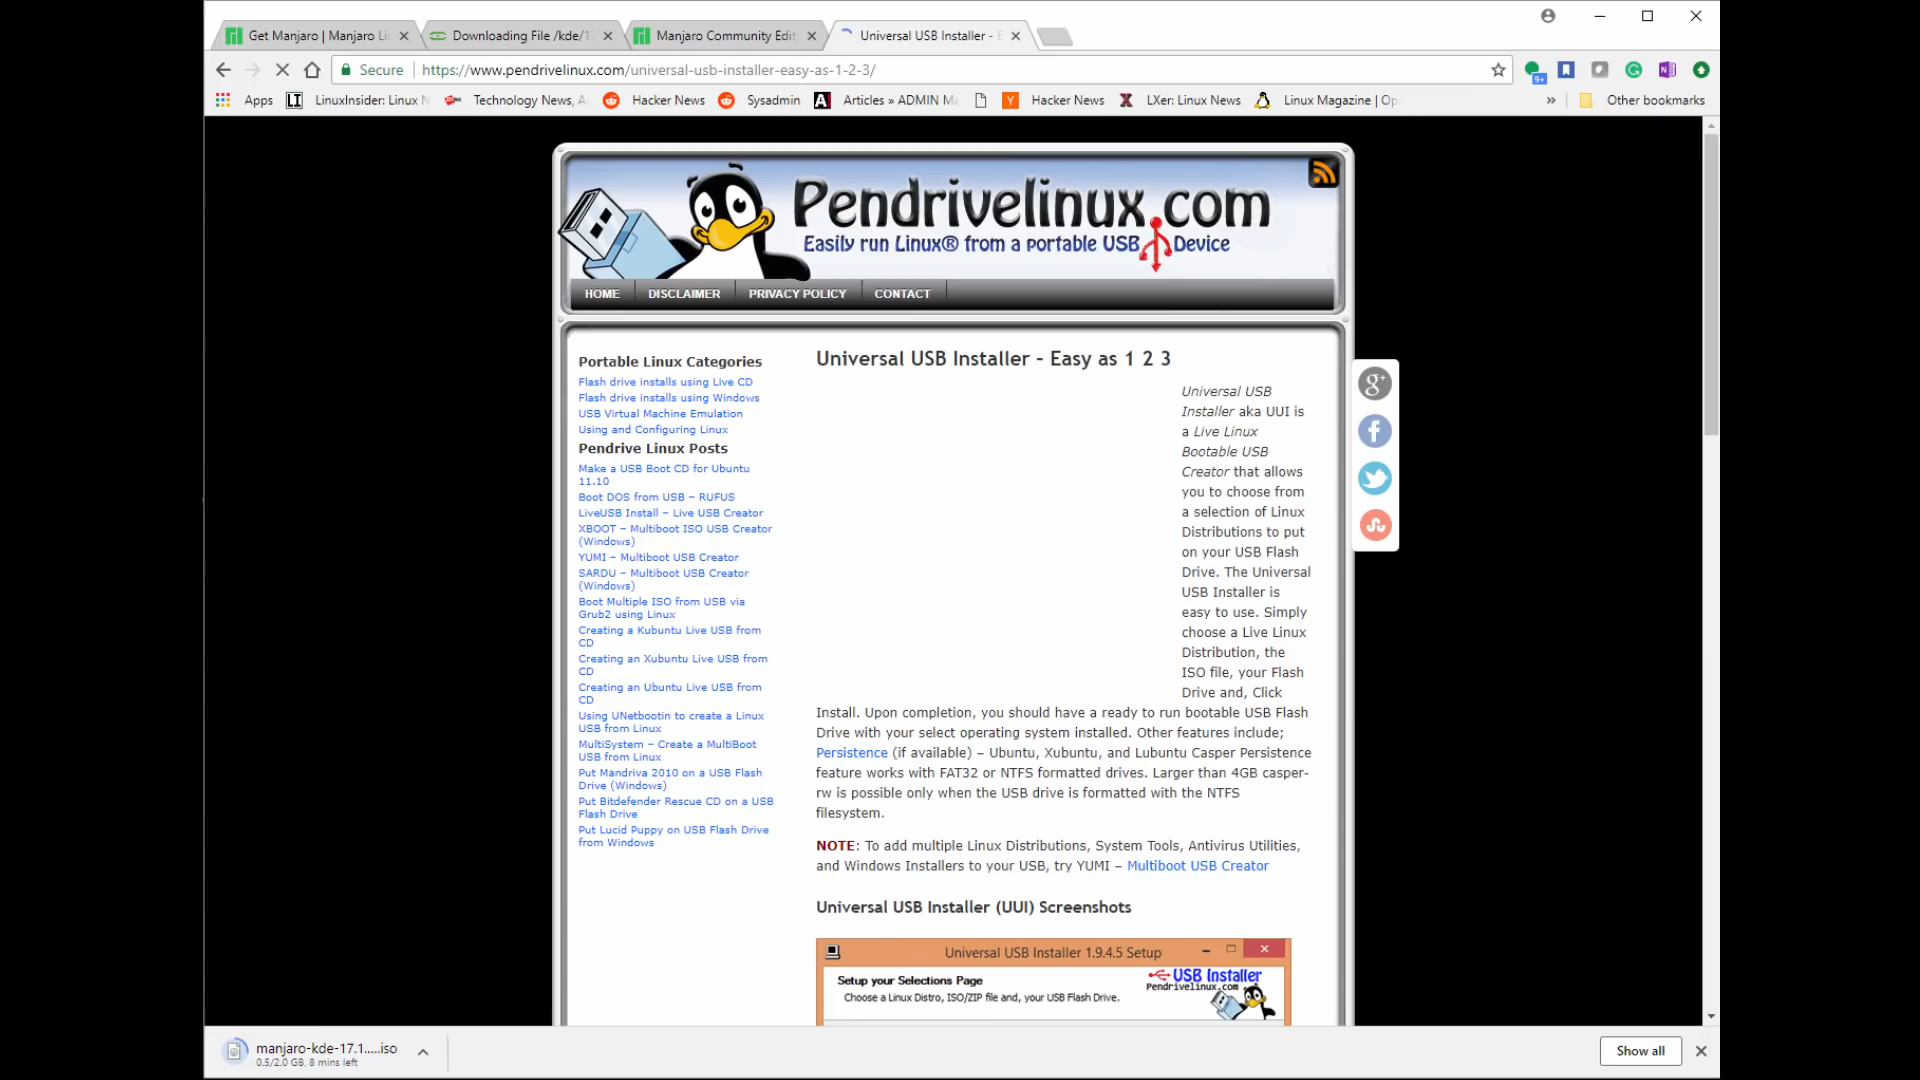 Get Manjaro | Manjaro Li
Downloading File /kde/1
Manjaro Community Edit
Universal USB Installer -
Secure
https://www.pendrivelinux.com/universal-usb-installer-easy-as-1-2-3/
9+
Apps
LI
LinuxInsider: Linux N
Technology News, A
Hacker News
Sysadmin
A
Articles » ADMIN M
Y
Hacker News
X
LXer: Linux News
Linux Magazine | Op
»
Other bookmarks
Pendrivelinux.com
Easily run Linux® from a portable USB Device
HOME
DISCLAIMER
PRIVACY POLICY
CONTACT
Portable Linux Categories
Flash drive installs using Live CD
Flash drive installs using Windows
USB Virtual Machine Emulation
Using and Configuring Linux
Pendrive Linux Posts
Make a USB Boot CD for Ubuntu
11.10
Boot DOS from USB – RUFUS
LiveUSB Install – Live USB Creator
XBOOT – Multiboot ISO USB Creator
(Windows)
YUMI – Multiboot USB Creator
SARDU – Multiboot USB Creator
(Windows)
Boot Multiple ISO from USB via
Grub2 using Linux
Creating a Kubuntu Live USB from
CD
Creating an Xubuntu Live USB from
CD
Creating an Ubuntu Live USB from
CD
Using UNetbootin to create a Linux
USB from Linux
MultiSystem – Create a MultiBoot
USB from Linux
Put Mandriva 2010 on a USB Flash
Drive (Windows)
Put Bitdefender Rescue CD on a USB
Flash Drive
Put Lucid Puppy on USB Flash Drive
from Windows
Universal USB Installer – Easy as 1 2 3
Universal USB
Installer aka UUI is
a Live Linux
Bootable USB
Creator that allows
you to choose from
a selection of Linux
Distributions to put
on your USB Flash
Drive. The Universal
USB Installer is
easy to use. Simply
choose a Live Linux
Distribution, the
ISO file, your Flash
Drive and, Click
Install. Upon completion, you should have a ready to run bootable USB Flash
Drive with your select operating system installed. Other features include;
Persistence (if available) – Ubuntu, Xubuntu, and Lubuntu Casper Persistence
feature works with FAT32 or NTFS formatted drives. Larger than 4GB casper-
rw is possible only when the USB drive is formatted with the NTFS
filesystem.
NOTE: To add multiple Linux Distributions, System Tools, Antivirus Utilities,
and Windows Installers to your USB, try YUMI – Multiboot USB Creator
Universal USB Installer (UUI) Screenshots
Universal USB Installer 1.9.4.5 Setup
Setup your Selections Page
Choose a Linux Distro, ISO/ZIP file and, your USB Flash Drive.
USB Installer
Pendrivelinux.com
g+
f
manjaro-kde-17.1.....iso
0.5/2.0 GB, 8 mins left
Show all